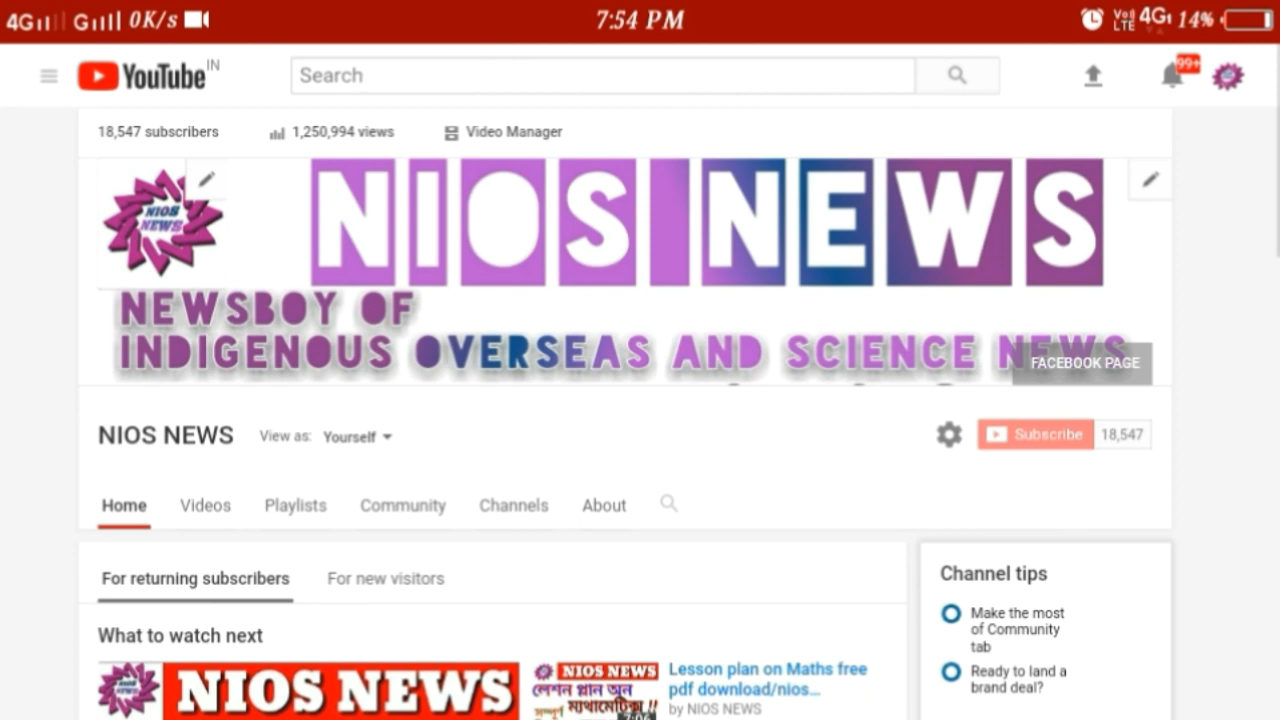 4G G 0K/s 7:54 PM Vo) LTE 4G 14%
YouTube IN Search 99+
18,547 subscribers 1,250,994 views Video Manager
NIOS NEWS
NIOS NEWS
NEWSBOY OF
INDIGENOUS OVERSEAS AND SCIENCE NEWS
FACEBOOK PAGE
NIOS NEWS View as: Yourself Subscribe 18,547
Home Videos Playlists Community Channels About
For returning subscribers For new visitors
What to watch next
NIOS NEWS
NIOS NEWS
লেশন প্লান অন
ম্যাথামেটিক্স !!
Lesson plan on Maths free
pdf download/nios...
by NIOS NEWS
Channel tips
Make the most
of Community
tab
Ready to land a
brand deal?